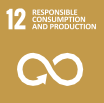 12 RESPONSIBLE
CONSUMPTION
AND PRODUCTION